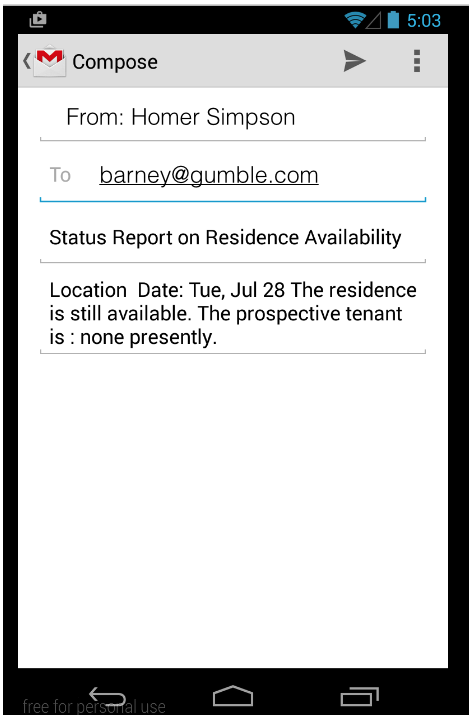 5:03
Compose
From: Homer Simpson
To barney@gumble.com
Status Report on Residence Availability
Location  Date: Tue, Jul 28 The residence
is still available. The prospective tenant
is : none presently.
free for personal use